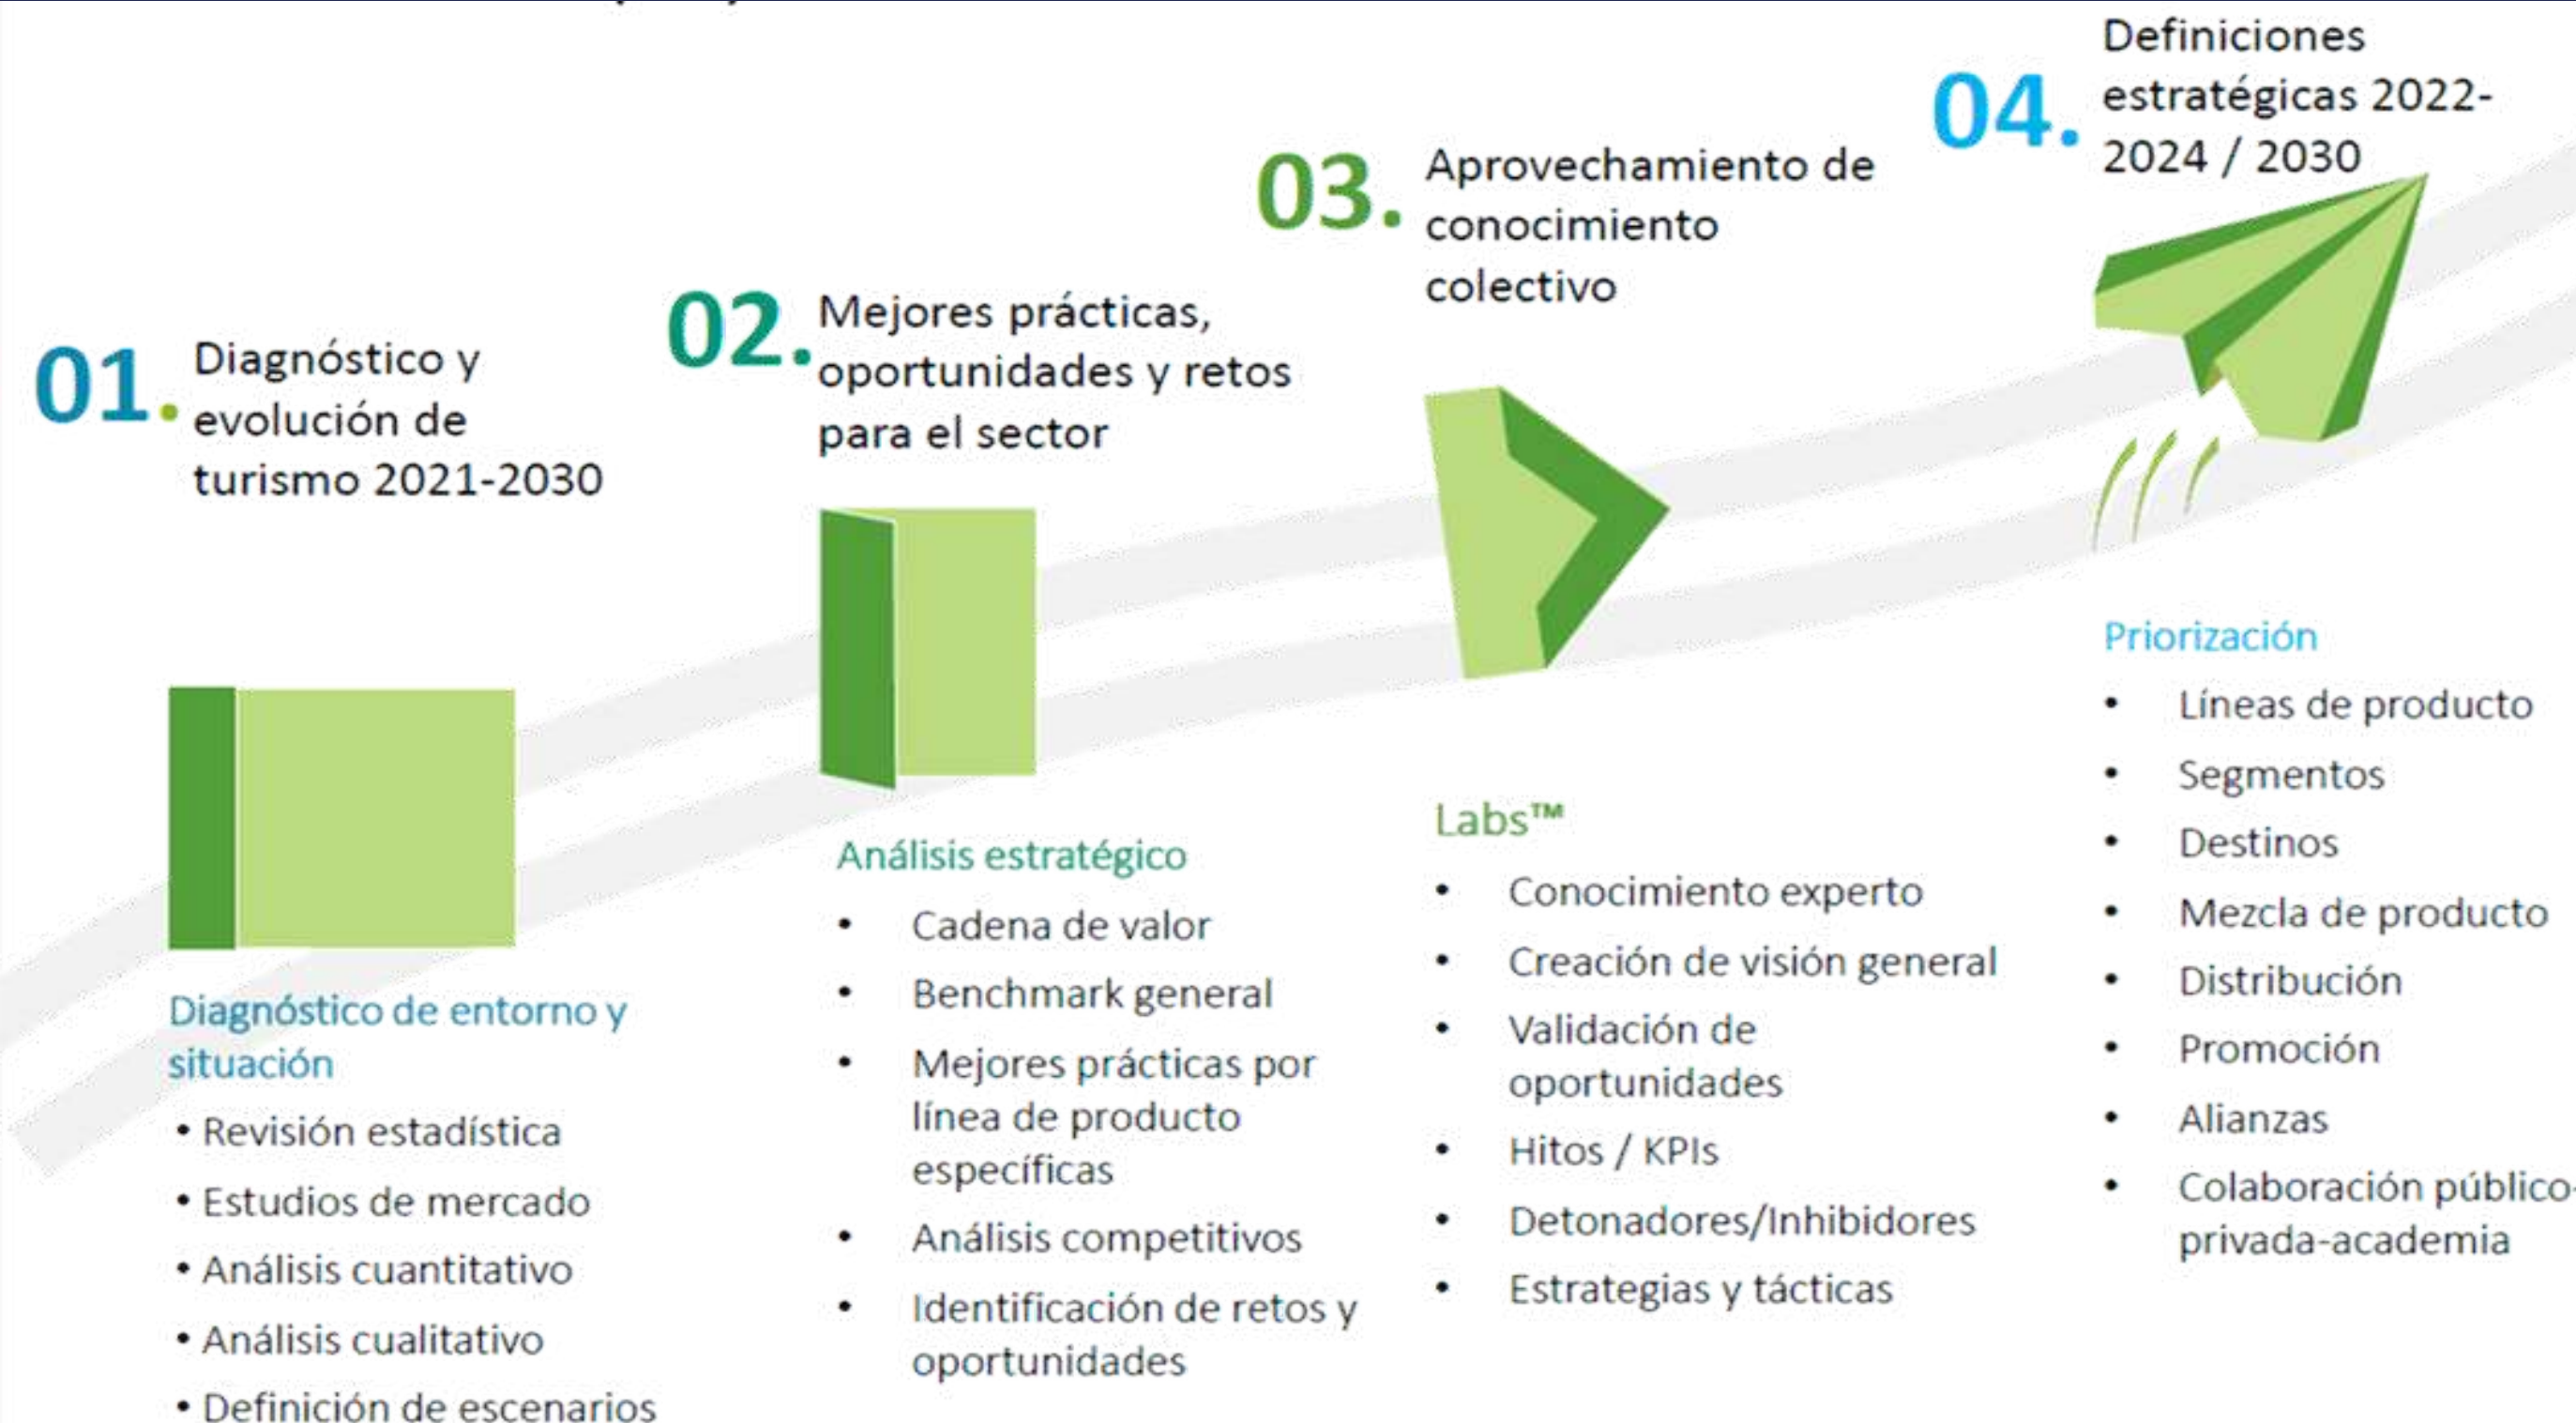 01.
Diagnóstico y
evolución de
turismo 2021-2030
02.
Mejores prácticas,
oportunidades y retos
para el sector
03.
Aprovechamiento de
conocimiento
colectivo
04.
Definiciones
estratégicas 2022-
2024 / 2030
Diagnóstico de entorno y
situación
• Revisión estadística
• Estudios de mercado
• Análisis cuantitativo
• Análisis cualitativo
• Definición de escenarios
Análisis estratégico
• Cadena de valor
• Benchmark general
• Mejores prácticas por
línea de producto
específicas
• Análisis competitivos
• Identificación de retos y
oportunidades
Labs™
• Conocimiento experto
• Creación de visión general
• Validación de
oportunidades
• Hitos / KPIs
• Detonadores/Inhibidores
• Estrategias y tácticas
Priorización
• Líneas de producto
• Segmentos
• Destinos
• Mezcla de producto
• Distribución
• Promoción
• Alianzas
• Colaboración público-
privada-academia